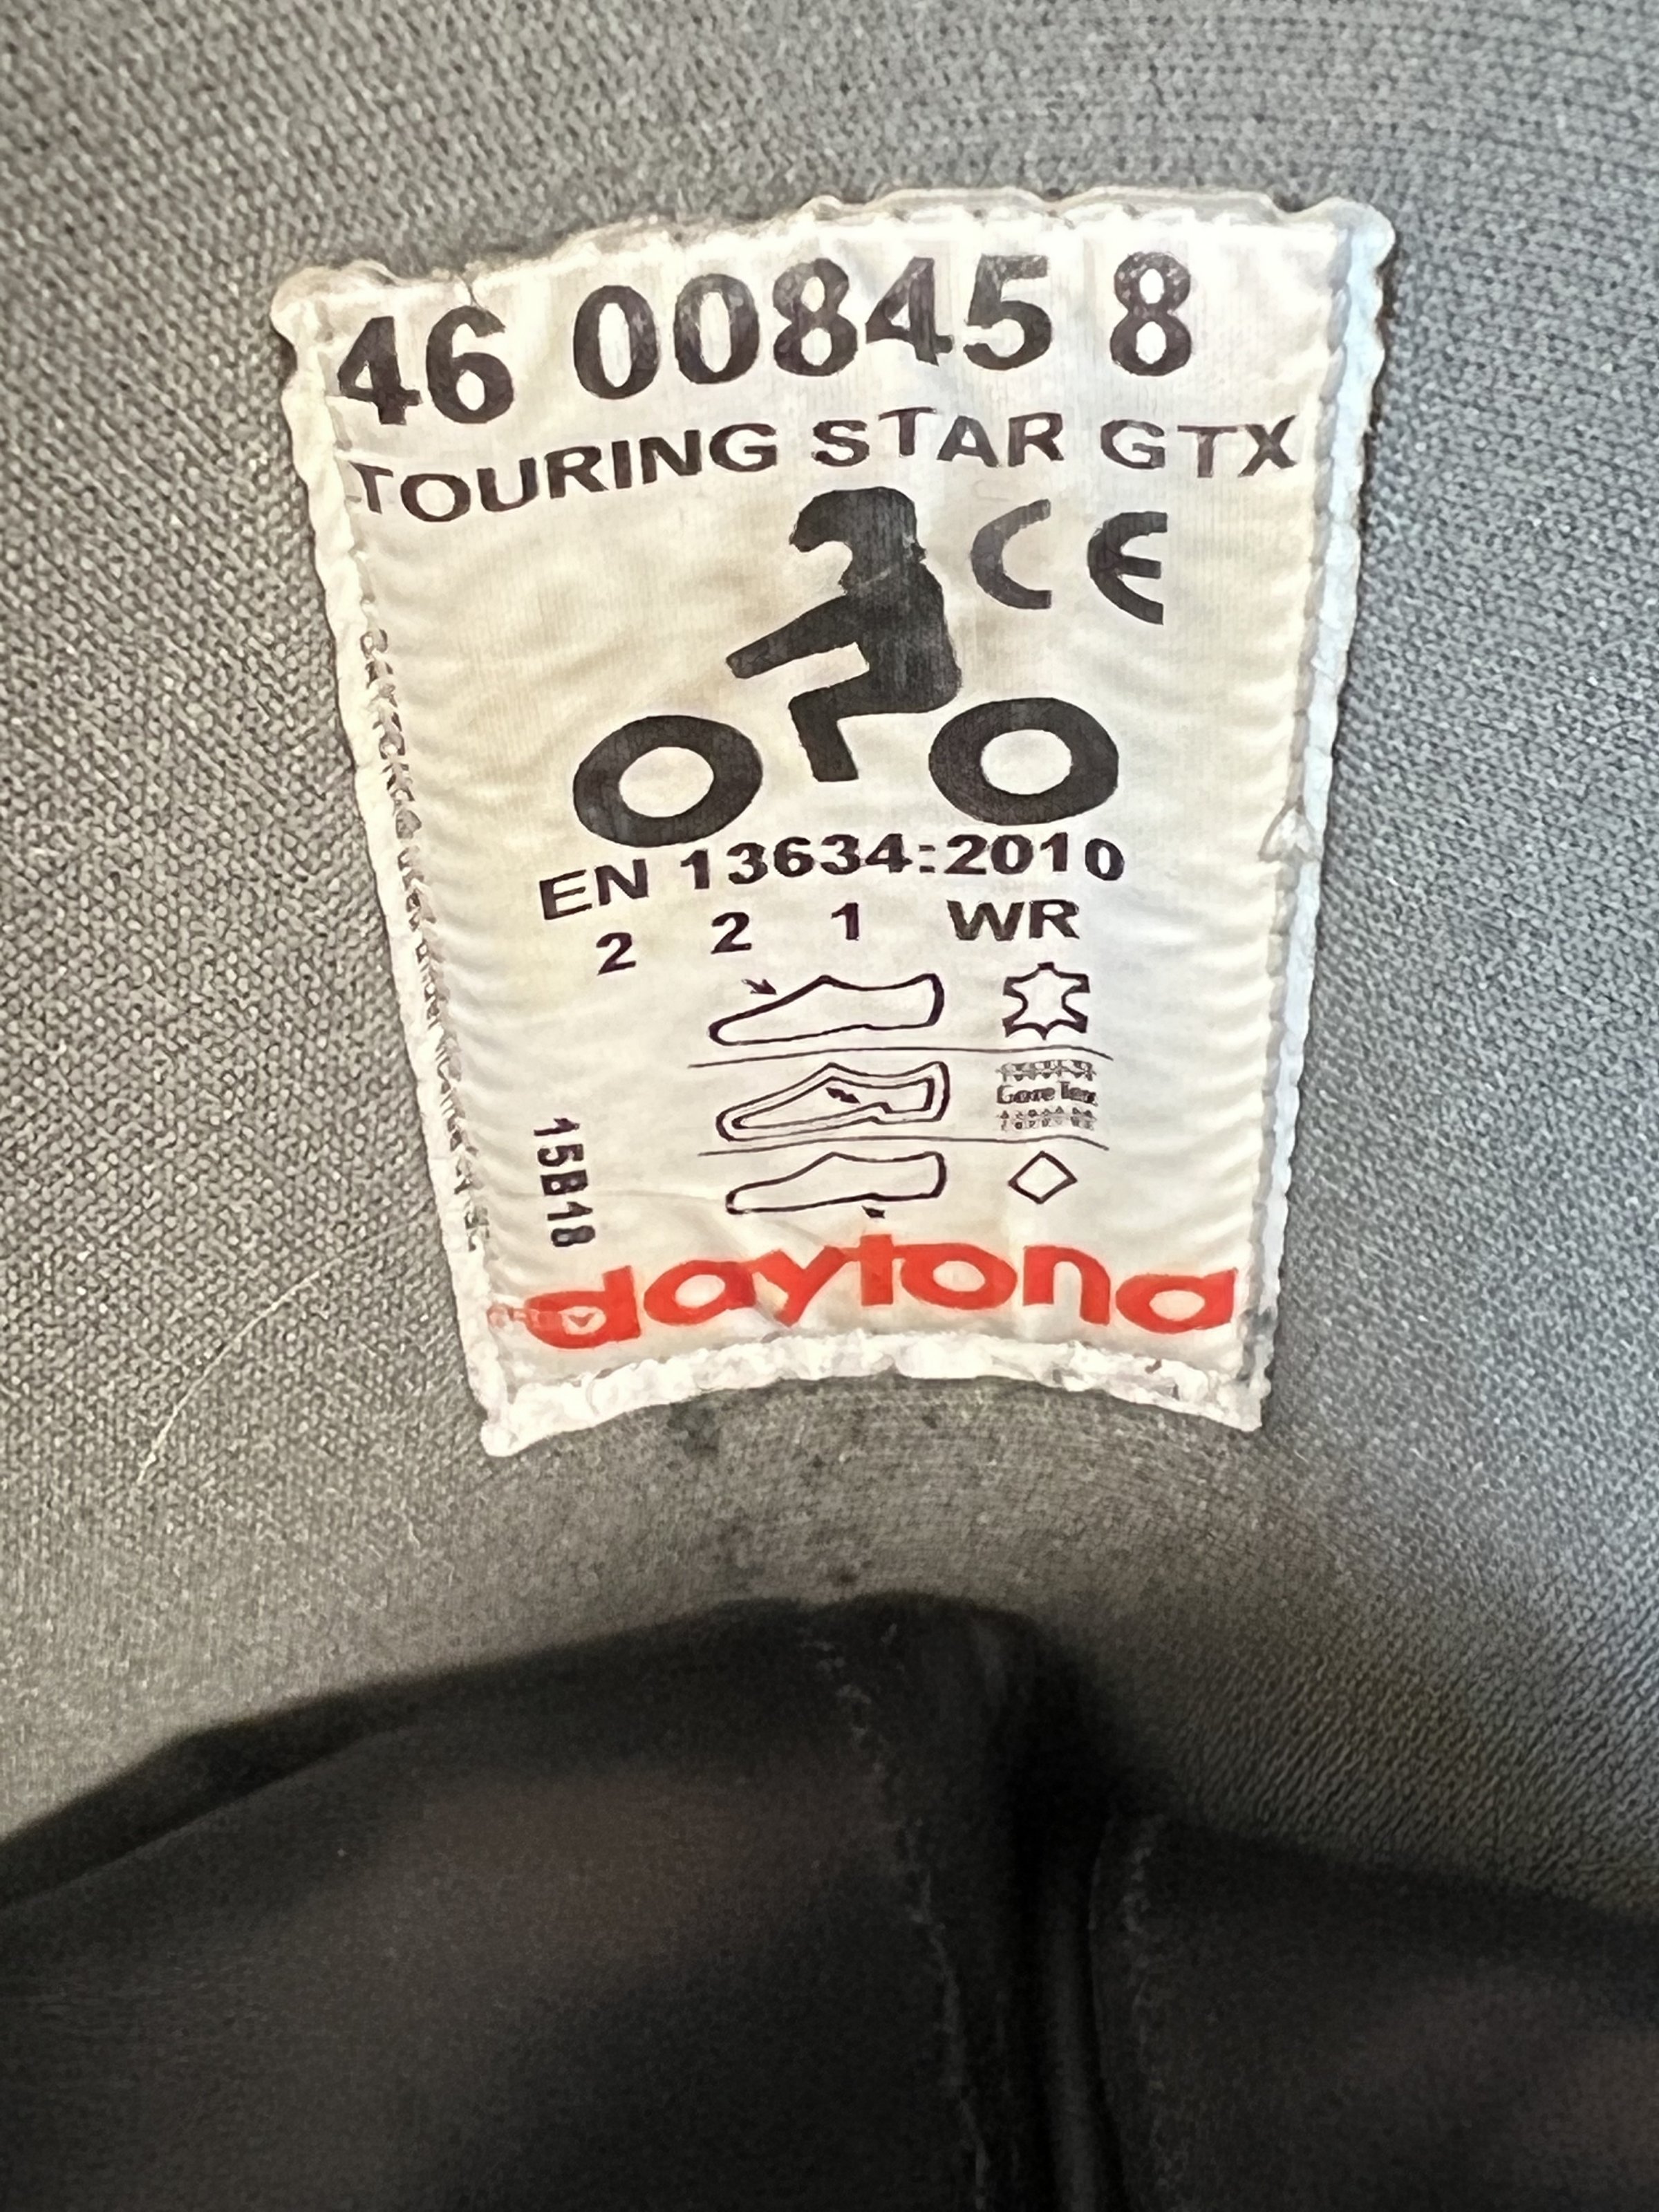 46 00845 8
TOURING STAR GTX
CE
EN 13634:2010
2 2 1 WR
Gore Tex
15B18
daytona